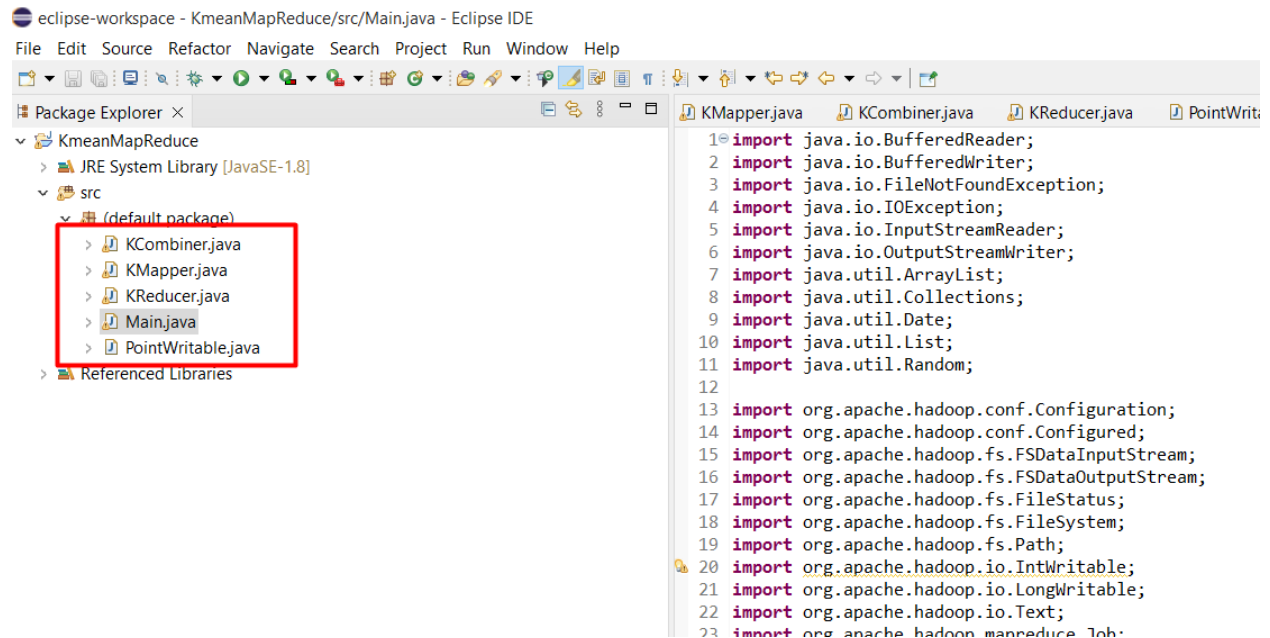 eclipse-workspace - KmeanMapReduce/src/Main.java - Eclipse IDE
File Edit Source Refactor Navigate Search Project Run Window Help
Package Explorer
KmeanMapReduce
JRE System Library [JavaSE-1.8]
src
(default package)
KCombiner.java
KMapper.java
KReducer.java
Main.java
PointWritable.java
Referenced Libraries
KMapper.java KCombiner.java KReducer.java PointWrita
1 import java.io.BufferedReader;
2 import java.io.BufferedWriter;
3 import java.io.FileNotFoundException;
4 import java.io.IOException;
5 import java.io.InputStreamReader;
6 import java.io.OutputStreamWriter;
7 import java.util.ArrayList;
8 import java.util.Collections;
9 import java.util.Date;
10 import java.util.List;
11 import java.util.Random;
12
13 import org.apache.hadoop.conf.Configuration;
14 import org.apache.hadoop.conf.Configured;
15 import org.apache.hadoop.fs.FSDataInputStream;
16 import org.apache.hadoop.fs.FSDataOutputStream;
17 import org.apache.hadoop.fs.FileStatus;
18 import org.apache.hadoop.fs.FileSystem;
19 import org.apache.hadoop.fs.Path;
20 import org.apache.hadoop.io.IntWritable;
21 import org.apache.hadoop.io.LongWritable;
22 import org.apache.hadoop.io.Text;
23 import org.apache.hadoop.mapreduce.Job;